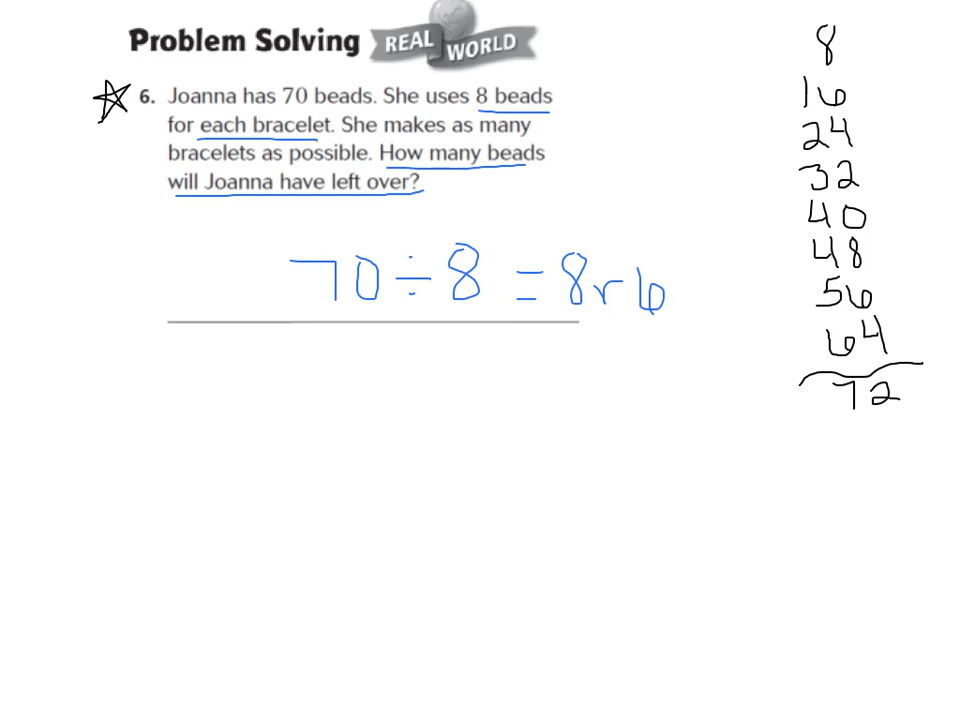 Problem Solving REAL WORLD
6. Joanna has 70 beads. She uses 8 beads
for each bracelet. She makes as many
bracelets as possible. How many beads
will Joanna have left over?
70 ÷ 8 = 8 r 6
8
16
24
32
40
48
56
64
72